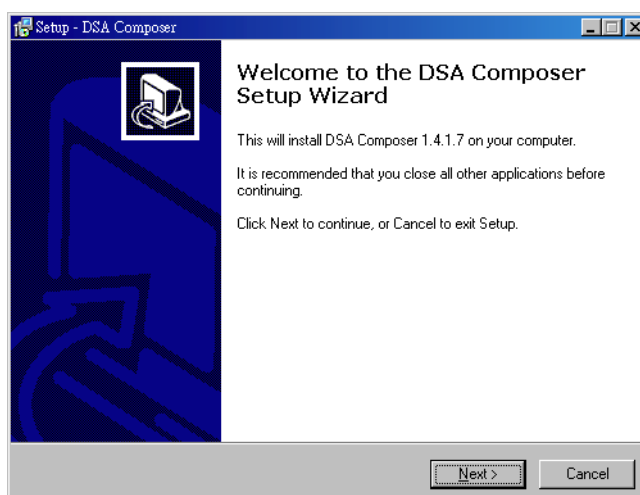 Setup - DSA Composer
Welcome to the DSA Composer
Setup Wizard
This will install DSA Composer 1.4.1.7 on your computer.
It is recommended that you close all other applications before
continuing.
Click Next to continue, or Cancel to exit Setup.
Next >
Cancel